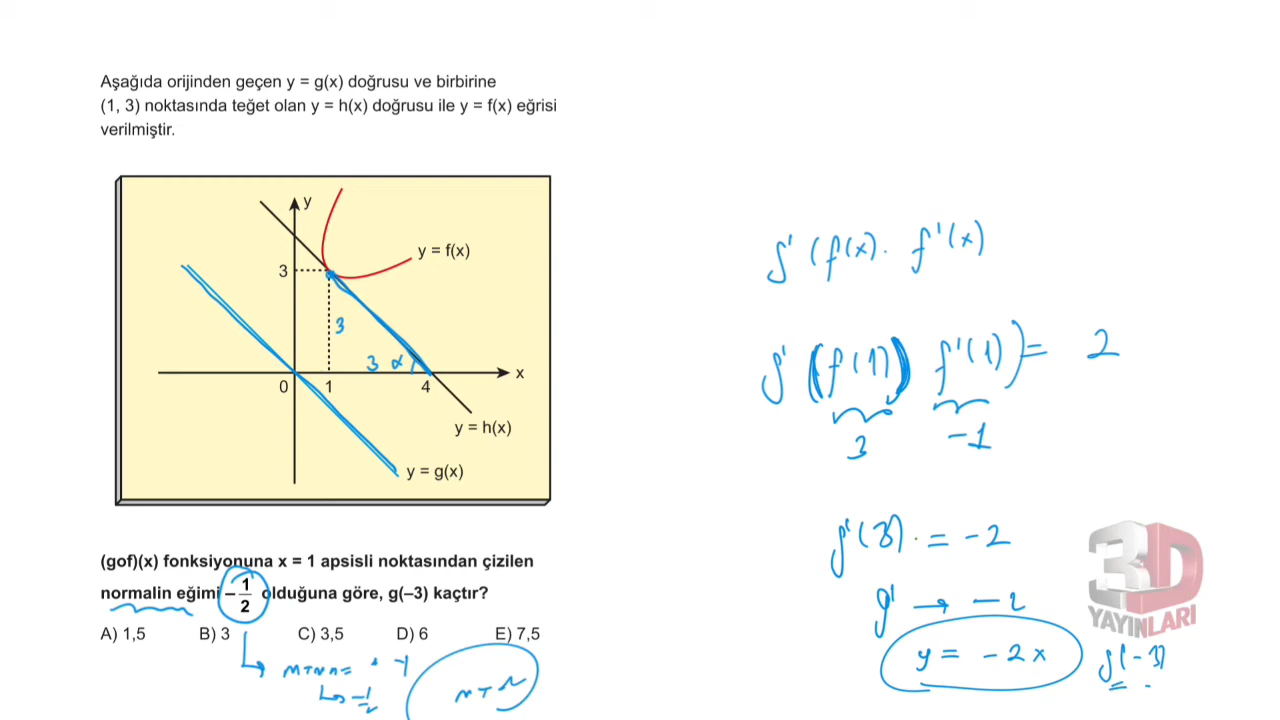 Aşağıda orijinden geçen y = g(x) doğrusu ve birbirine
(1, 3) noktasında teğet olan y = h(x) doğrusu ile y = f(x) eğrisi
verilmiştir.
y
y = f(x)
3
3
3 α
x
0 1 4
y = h(x)
y = g(x)
(gof)(x) fonksiyonuna x = 1 apsisli noktasından çizilen
normalin eğimi –1/2 olduğuna göre, g(–3) kaçtır?
A) 1,5 B) 3 C) 3,5 D) 6 E) 7,5
g'(f(x). f'(x)
g'(f(1)) f'(1)) = 2
3 -1
g'(3). = -2
g' → -2
y = -2x g(-3)
3D
YAYINLARI